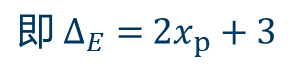 即 Δ_E = 2x_p + 3